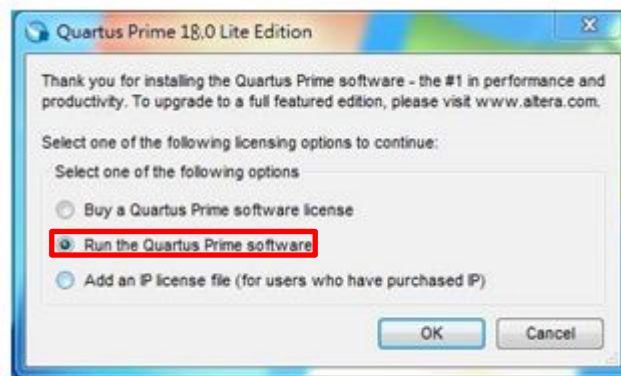 Quartus Prime 18.0 Lite Edition
Thank you for installing the Quartus Prime software - the #1 in performance and
productivity. To upgrade to a full featured edition, please visit www.altera.com.
Select one of the following licensing options to continue:
Select one of the following options
Buy a Quartus Prime software license
Run the Quartus Prime software
Add an IP license file (for users who have purchased IP)
OK
Cancel